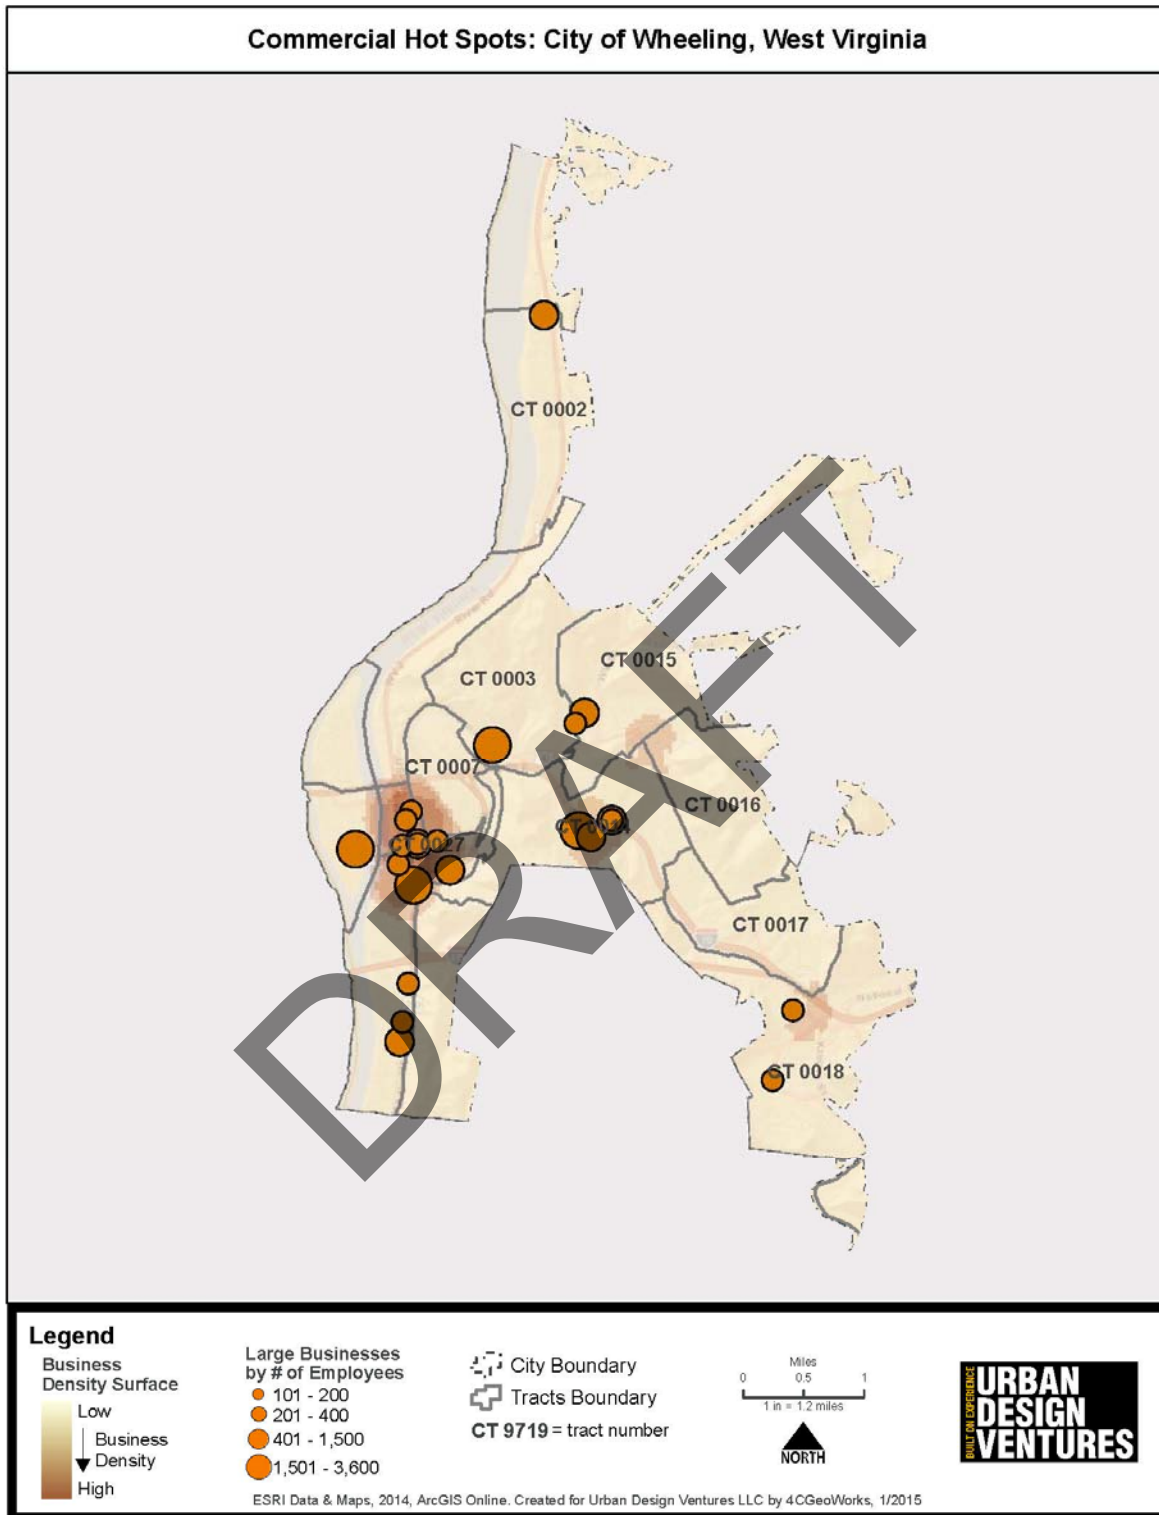 Commercial Hot Spots: City of Wheeling, West Virginia
CT 0002
CT 0015
CT 0003
CT 0007
CT 0016
CT 0014
CT 0027
CT 0017
CT 0018
DRAFT
Legend
Business
Density Surface
Low
Business
Density
High
Large Businesses
by # of Employees
101 - 200
201 - 400
401 - 1,500
1,501 - 3,600
City Boundary
Tracts Boundary
CT 9719 = tract number
Miles
0 0.5 1
1 in = 1.2 miles
NORTH
BUILT ON EXPERIENCE
URBAN
DESIGN
VENTURES
ESRI Data & Maps, 2014, ArcGIS Online. Created for Urban Design Ventures LLC by 4CGeoWorks, 1/2015